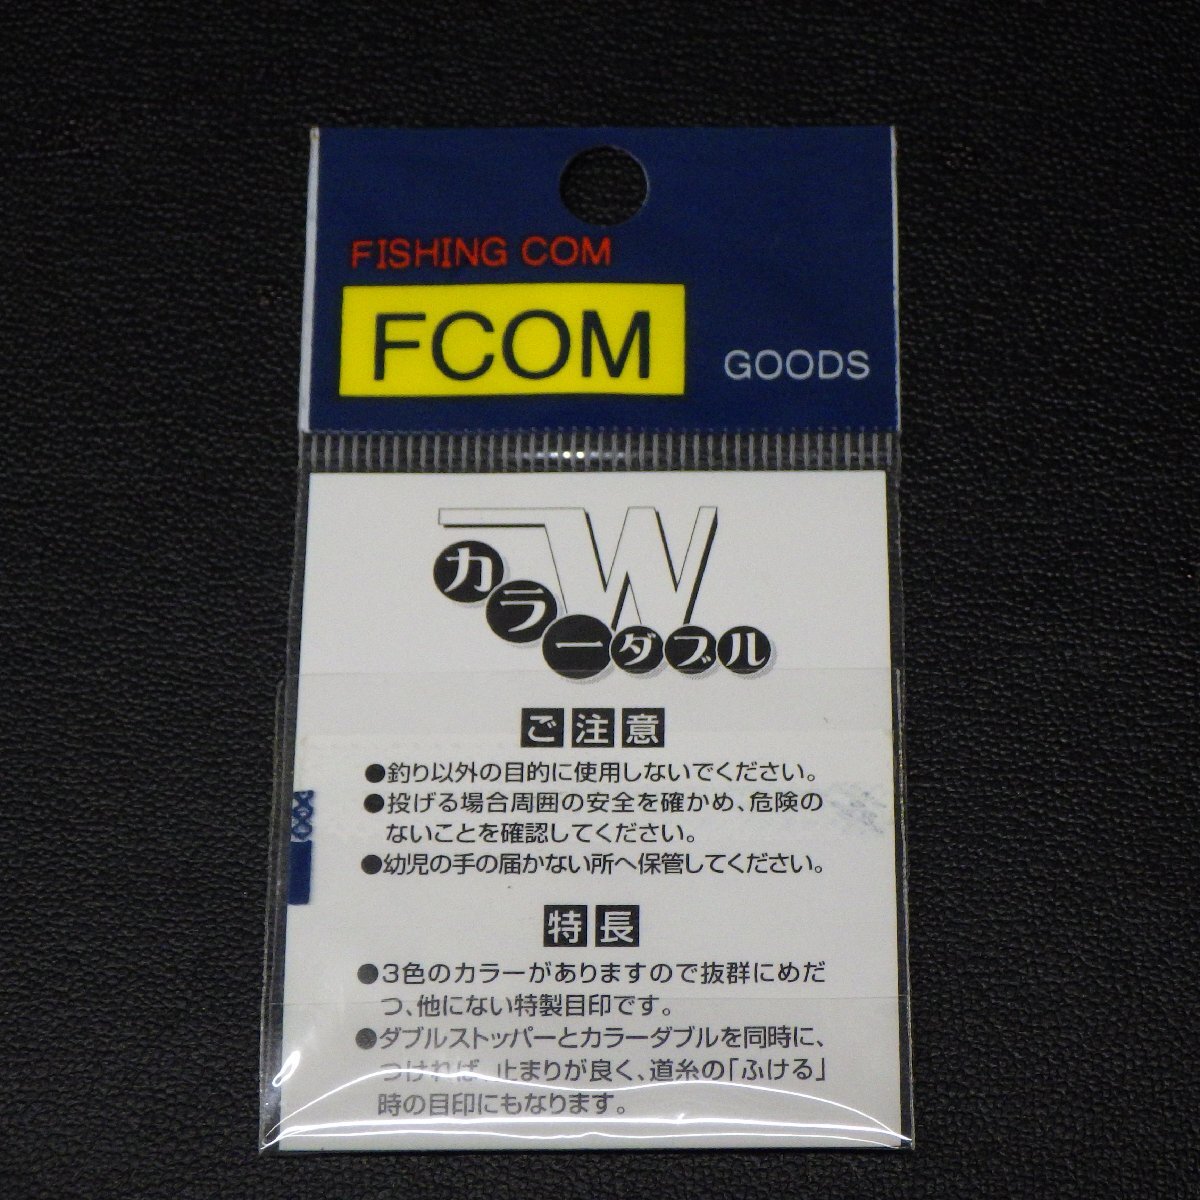 FISHING COM
FCOM
GOODS
W
カラーダブル
ご注意
●釣り以外の目的に使用しないでください。
●投げる場合周囲の安全を確かめ、危険の
ないことを確認してください。
●幼児の手の届かない所へ保管してください。
特長
●3色のカラーがありますので抜群にめだ
つ、他にない特製目印です。
●ダブルストッパーとカラーダブルを同時に、
つければ、止まりが良く、道糸の「ふける」
時の目印にもなります。